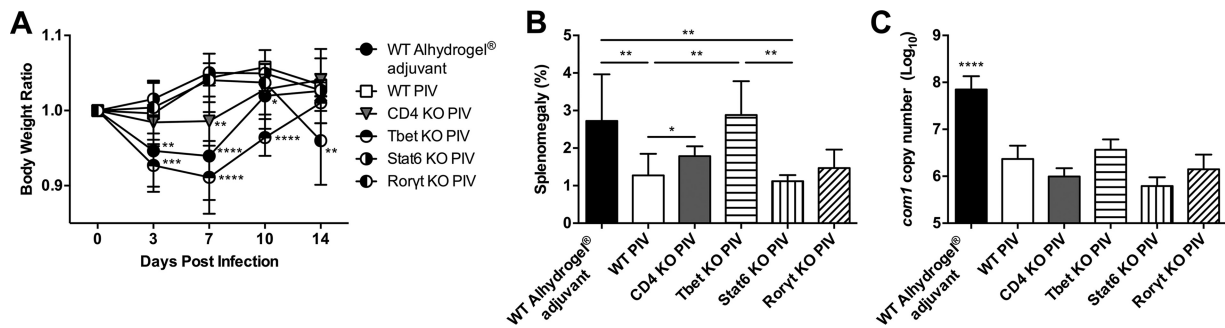 A
Body Weight Ratio
1.1
1.0
0.9
**
***
**
****
****
*
****
**
0
3
7
10
14
Days Post Infection
WT Alhydrogel®
adjuvant
WT PIV
CD4 KO PIV
Tbet KO PIV
Stat6 KO PIV
Rorγt KO PIV
B
Splenomegaly (%)
5
4
3
2
1
0
**
** ** **
*
WT Alhydrogel®
adjuvant
WT PIV
CD4 KO PIV
Tbet KO PIV
Stat6 KO PIV
Rorγt KO PIV
C
com1 copy number (Log10)
9
8
7
6
5
****
WT Alhydrogel®
adjuvant
WT PIV
CD4 KO PIV
Tbet KO PIV
Stat6 KO PIV
Rorγt KO PIV